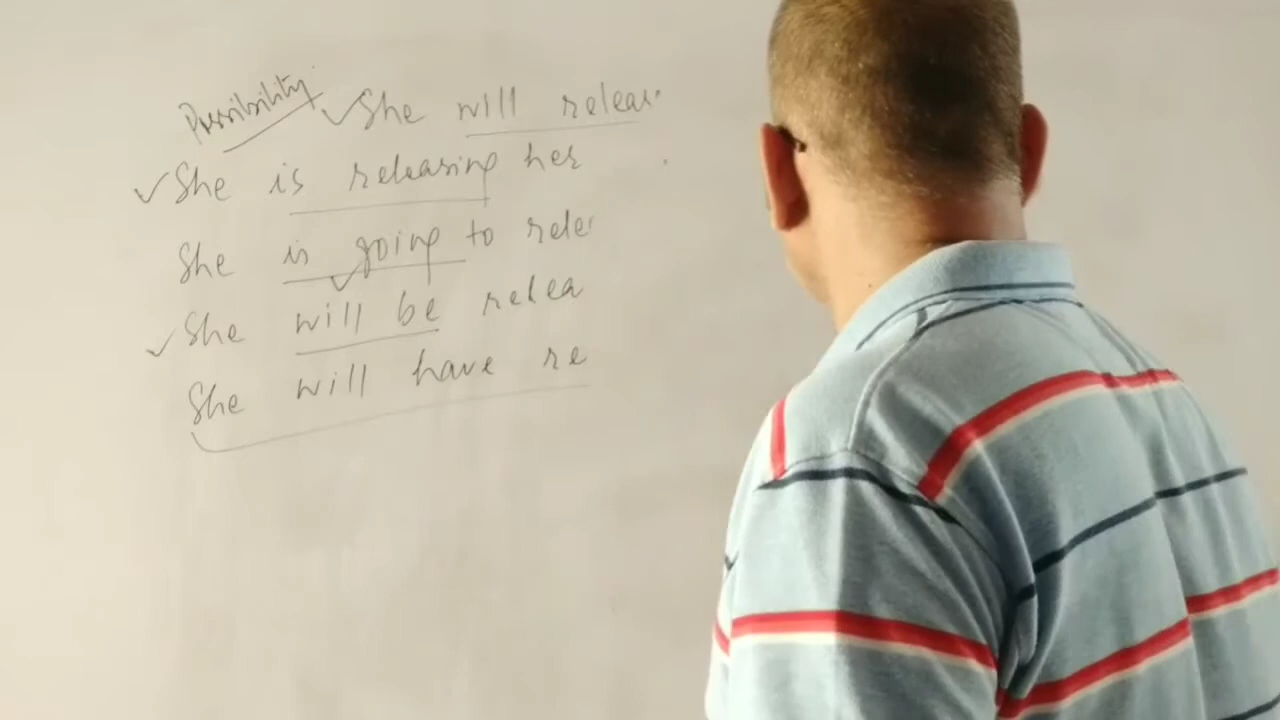 Possibility She will releas
She is releasing her
She is going to rele
She will be relea
She will have re